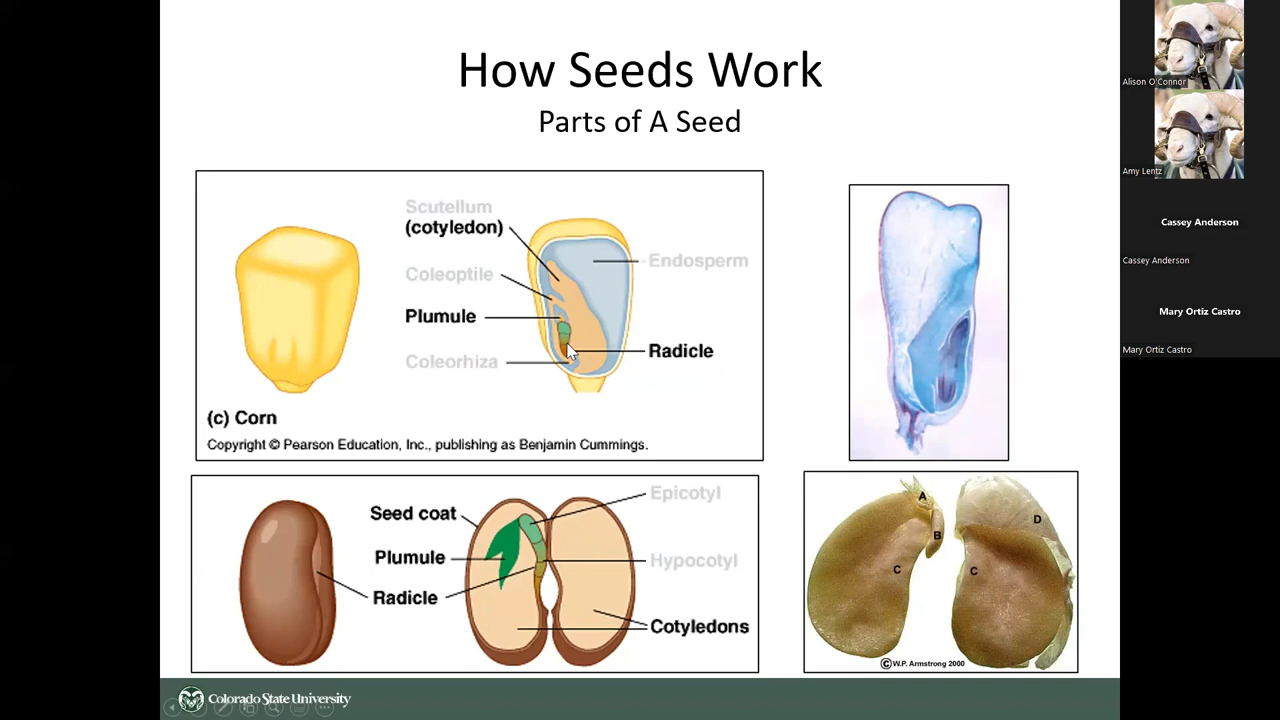 How Seeds Work
Parts of A Seed
Scutellum
(cotyledon)
Coleoptile
Endosperm
Plumule
Radicle
Coleorhiza
(c) Corn
Copyright © Pearson Education, Inc., publishing as Benjamin Cummings.
Seed coat
Epicotyl
Plumule
Hypocotyl
Radicle
Cotyledons
A
B
C
C
D
© W.P. Armstrong 2000
Colorado State University
Alison O'Connor
Amy Lentz
Cassey Anderson
Cassey Anderson
Mary Ortiz Castro
Mary Ortiz Castro